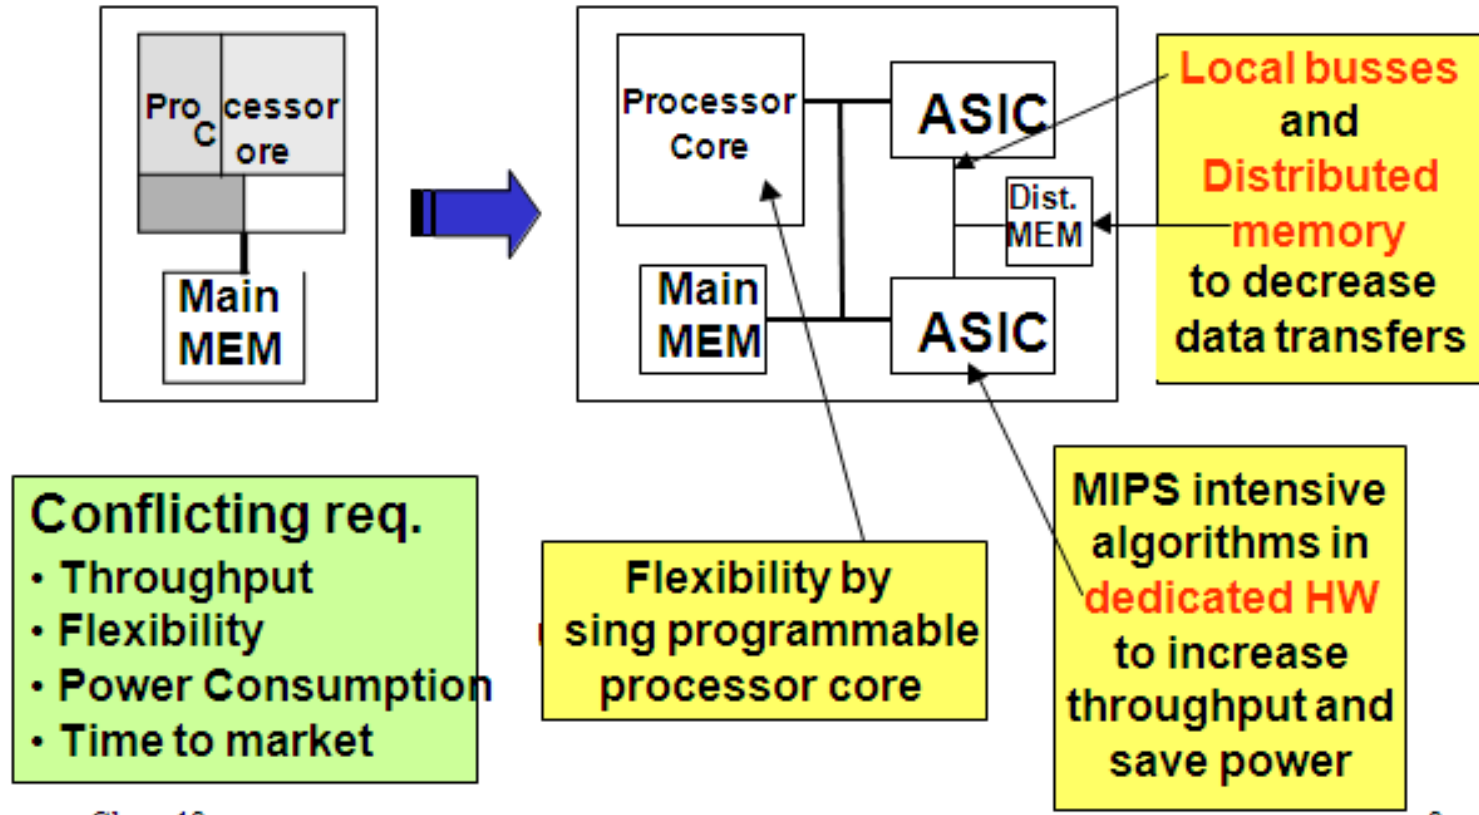 Pro cessor
C ore
Main
MEM
Processor
Core
ASIC
Dist.
MEM
Main
MEM
ASIC
Local busses
and
Distributed
memory
to decrease
data transfers
Conflicting req.
• Throughput
• Flexibility
• Power Consumption
• Time to market
Flexibility by
sing programmable
processor core
MIPS intensive
algorithms in
dedicated HW
to increase
throughput and
save power